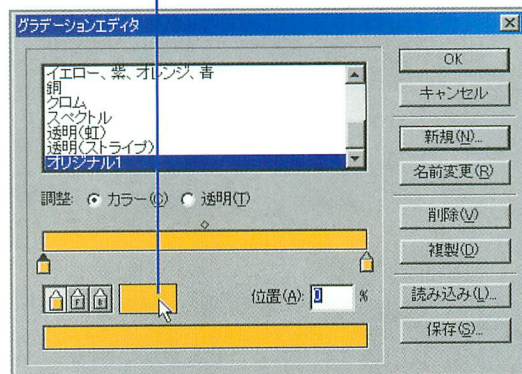 グラデーションエディタ
イエロー、紫、オレンジ、青
銅
クロム
スペクトル
透明(虹)
透明(ストライプ)
オリジナル1
調整: カラー(C) 透明(T)
F B
位置(A): 0 %
OK
キャンセル
新規(N)...
名前変更(R)
削除(V)
複製(D)
読み込み(L)...
保存(S)...